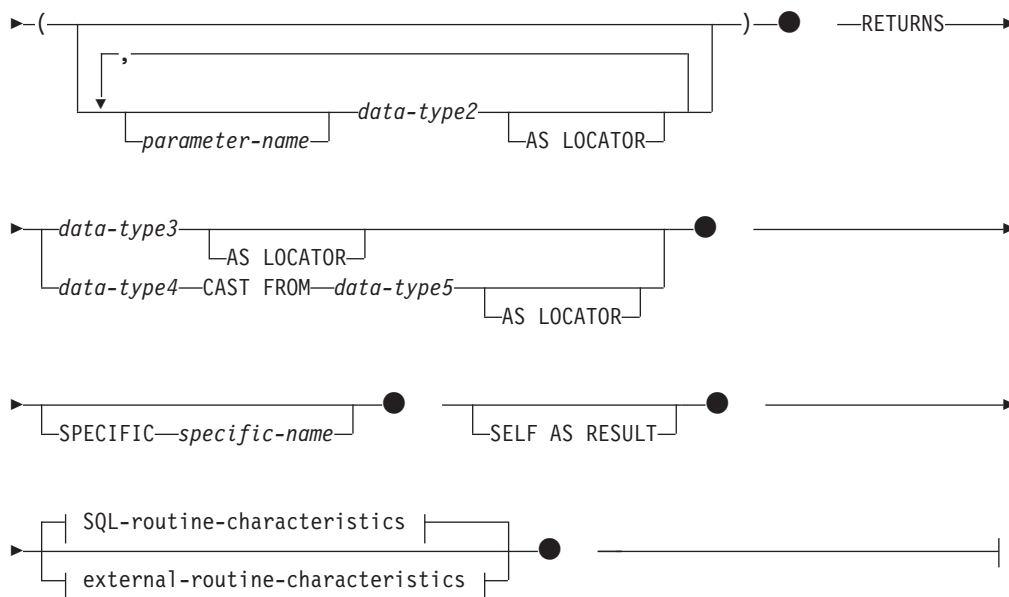 ( ) RETURNS
,
parameter-name data-type2 AS LOCATOR
data-type3 AS LOCATOR
data-type4 CAST FROM data-type5 AS LOCATOR
SPECIFIC specific-name SELF AS RESULT
SQL-routine-characteristics
external-routine-characteristics